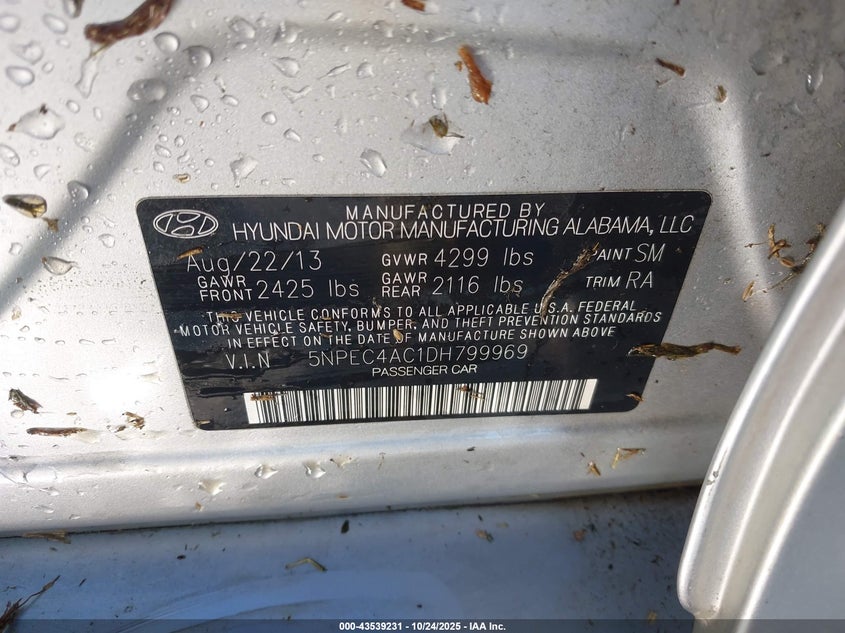 MANUFACTURED BY
HYUNDAI MOTOR MANUFACTURING ALABAMA, LLC
Aug/22/13 GVWR 4299 lbs PAINT SM
GAWR FRONT 2425 lbs GAWR REAR 2116 lbs TRIM RA
THIS VEHICLE CONFORMS TO ALL APPLICABLE U.S.A. FEDERAL
MOTOR VEHICLE SAFETY, BUMPER, AND THEFT PREVENTION STANDARDS
IN EFFECT ON THE DATE OF MANUFACTURE SHOWN ABOVE
V.I.N 5NPEC4AC1DH799969
PASSENGER CAR
000-43539231 - 10/24/2025 - IAA Inc.